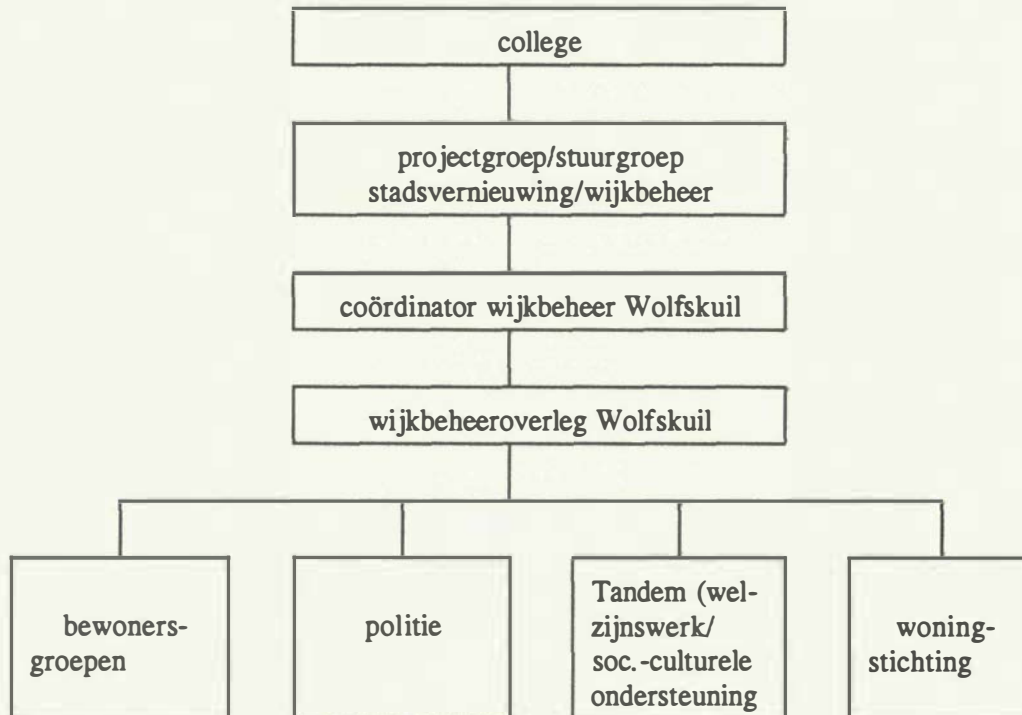 college
projectgroep/stuurgroep
stadsvernieuwing/wijkbeheer
coördinator wijkbeheer Wolfskuil
wijkbeheeroverleg Wolfskuil
bewoners-
groepen
politie
Tandem (wel-
zijnswerk/
soc.-culturele
ondersteuning
woning-
stichting